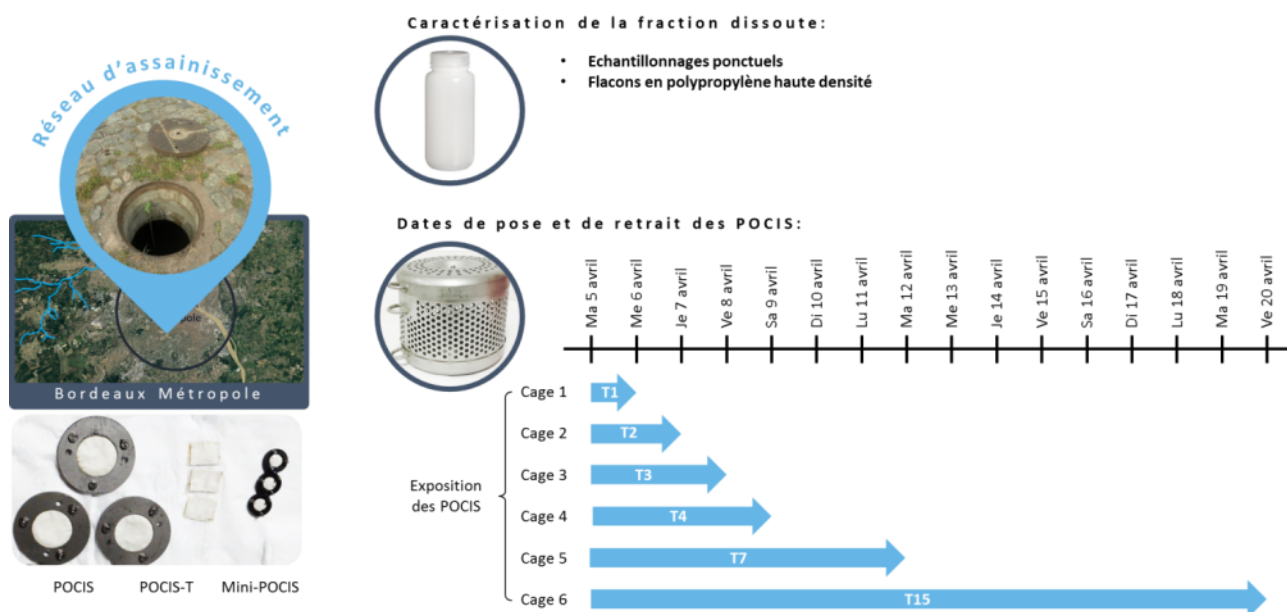 Caractérisation de la fraction dissoute:
• Echantillonnages ponctuels
• Flacons en polypropylène haute densité
Réseau d'assainissement
Bordeaux Métropole
POCIS
POCIS-T
Mini-POCIS
Dates de pose et de retrait des POCIS:
Ma 5 avril
Me 6 avril
Je 7 avril
Ve 8 avril
Sa 9 avril
Di 10 avril
Lu 11 avril
Ma 12 avril
Me 13 avril
Je 14 avril
Ve 15 avril
Sa 16 avril
Di 17 avril
Lu 18 avril
Ma 19 avril
Ve 20 avril
Exposition
des POCIS
Cage 1
T1
Cage 2
T2
Cage 3
T3
Cage 4
T4
Cage 5
T7
Cage 6
T15